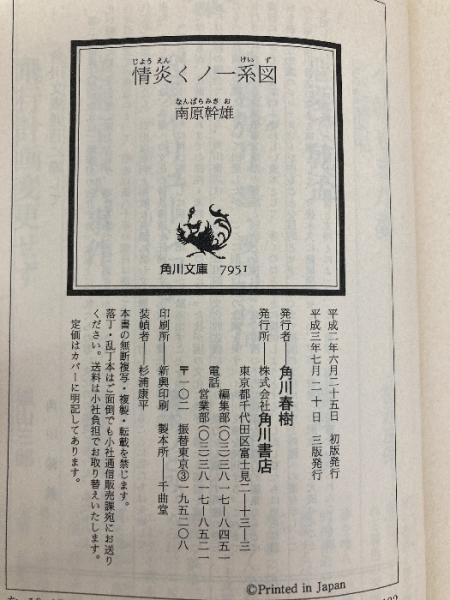 じょうえん けいず
情炎くノ一系図
なんばらみきお
南原幹雄
角川文庫 7951
平成二年六月二十五日 初版発行
平成三年七月二十日 三版発行
発行者――角川春樹
発行所――株式会社角川書店
東京都千代田区富士見二―十三―三
電話 編集部(〇三)三八一七―八四五一
営業部(〇三)三八一七―八五二一
〒一〇二 振替東京③一九五二〇八
印刷所――新興印刷 製本所――千曲堂
装幀者――杉浦康平
本書の無断複写・複製・転載を禁じます。
落丁・乱丁本はご面倒でも小社通信販売課宛にお送り
ください。送料は小社負担でお取り替えいたします。
定価はカバーに明記してあります。
©Printed in Japan